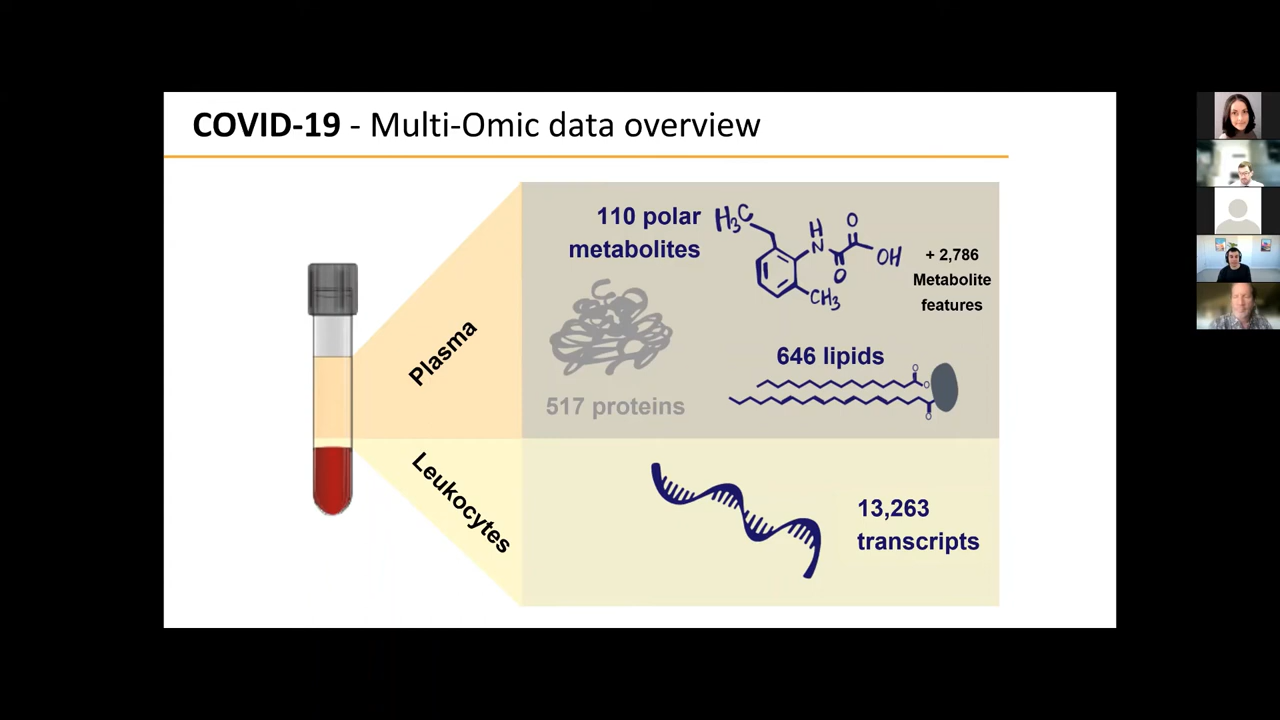 COVID-19 - Multi-Omic data overview
110 polar
metabolites
H₃C
H
N
O
OH
O
CH₃
+ 2,786
Metabolite
features
Plasma
646 lipids
O
O
O
517 proteins
Leukocytes
13,263
transcripts